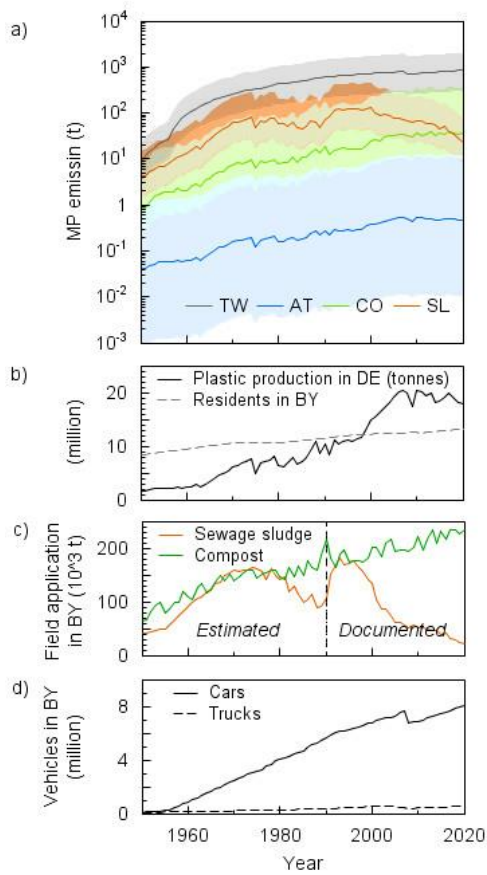 a)
MP emissin (t)
10^4
10^3
10^2
10^1
1
10^-1
10^-2
10^-3
TW AT CO SL
b)
(million)
20
10
0
Plastic production in DE (tonnes)
Residents in BY
c)
Field application
in BY (10^3 t)
200
100
0
Sewage sludge
Compost
Estimated Documented
d)
Vehicles in BY
(million)
8
4
0
Cars
Trucks
1960 1980 2000 2020
Year